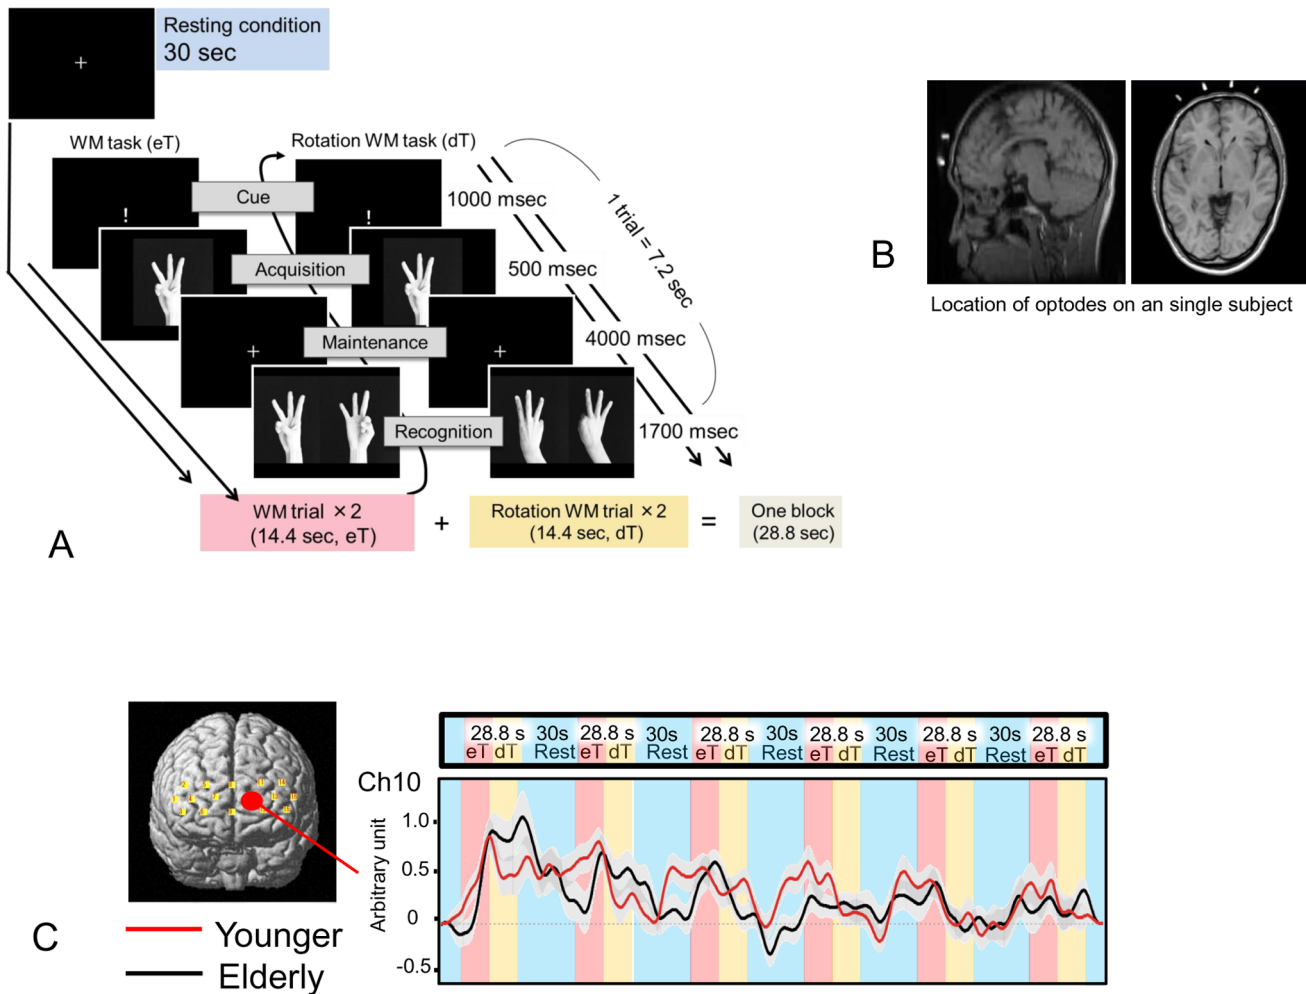 Resting condition
30 sec
WM task (eT)
Rotation WM task (dT)
Cue
!
!
1000 msec
Acquisition
500 msec
1 trial = 7.2 sec
Maintenance
4000 msec
Recognition
1700 msec
WM trial ×2
(14.4 sec, eT)
+
Rotation WM trial ×2
(14.4 sec, dT)
=
One block
(28.8 sec)
A
B
Location of optodes on an single subject
28.8 s 30s 28.8 s 30s 28.8 s 30s 28.8 s 30s 28.8 s 30s 28.8 s
eT dT Rest eT dT Rest eT dT Rest eT dT Rest eT dT Rest eT dT
Ch10
Arbitrary unit
1.0
0.5
0
-0.5
C
Younger
Elderly